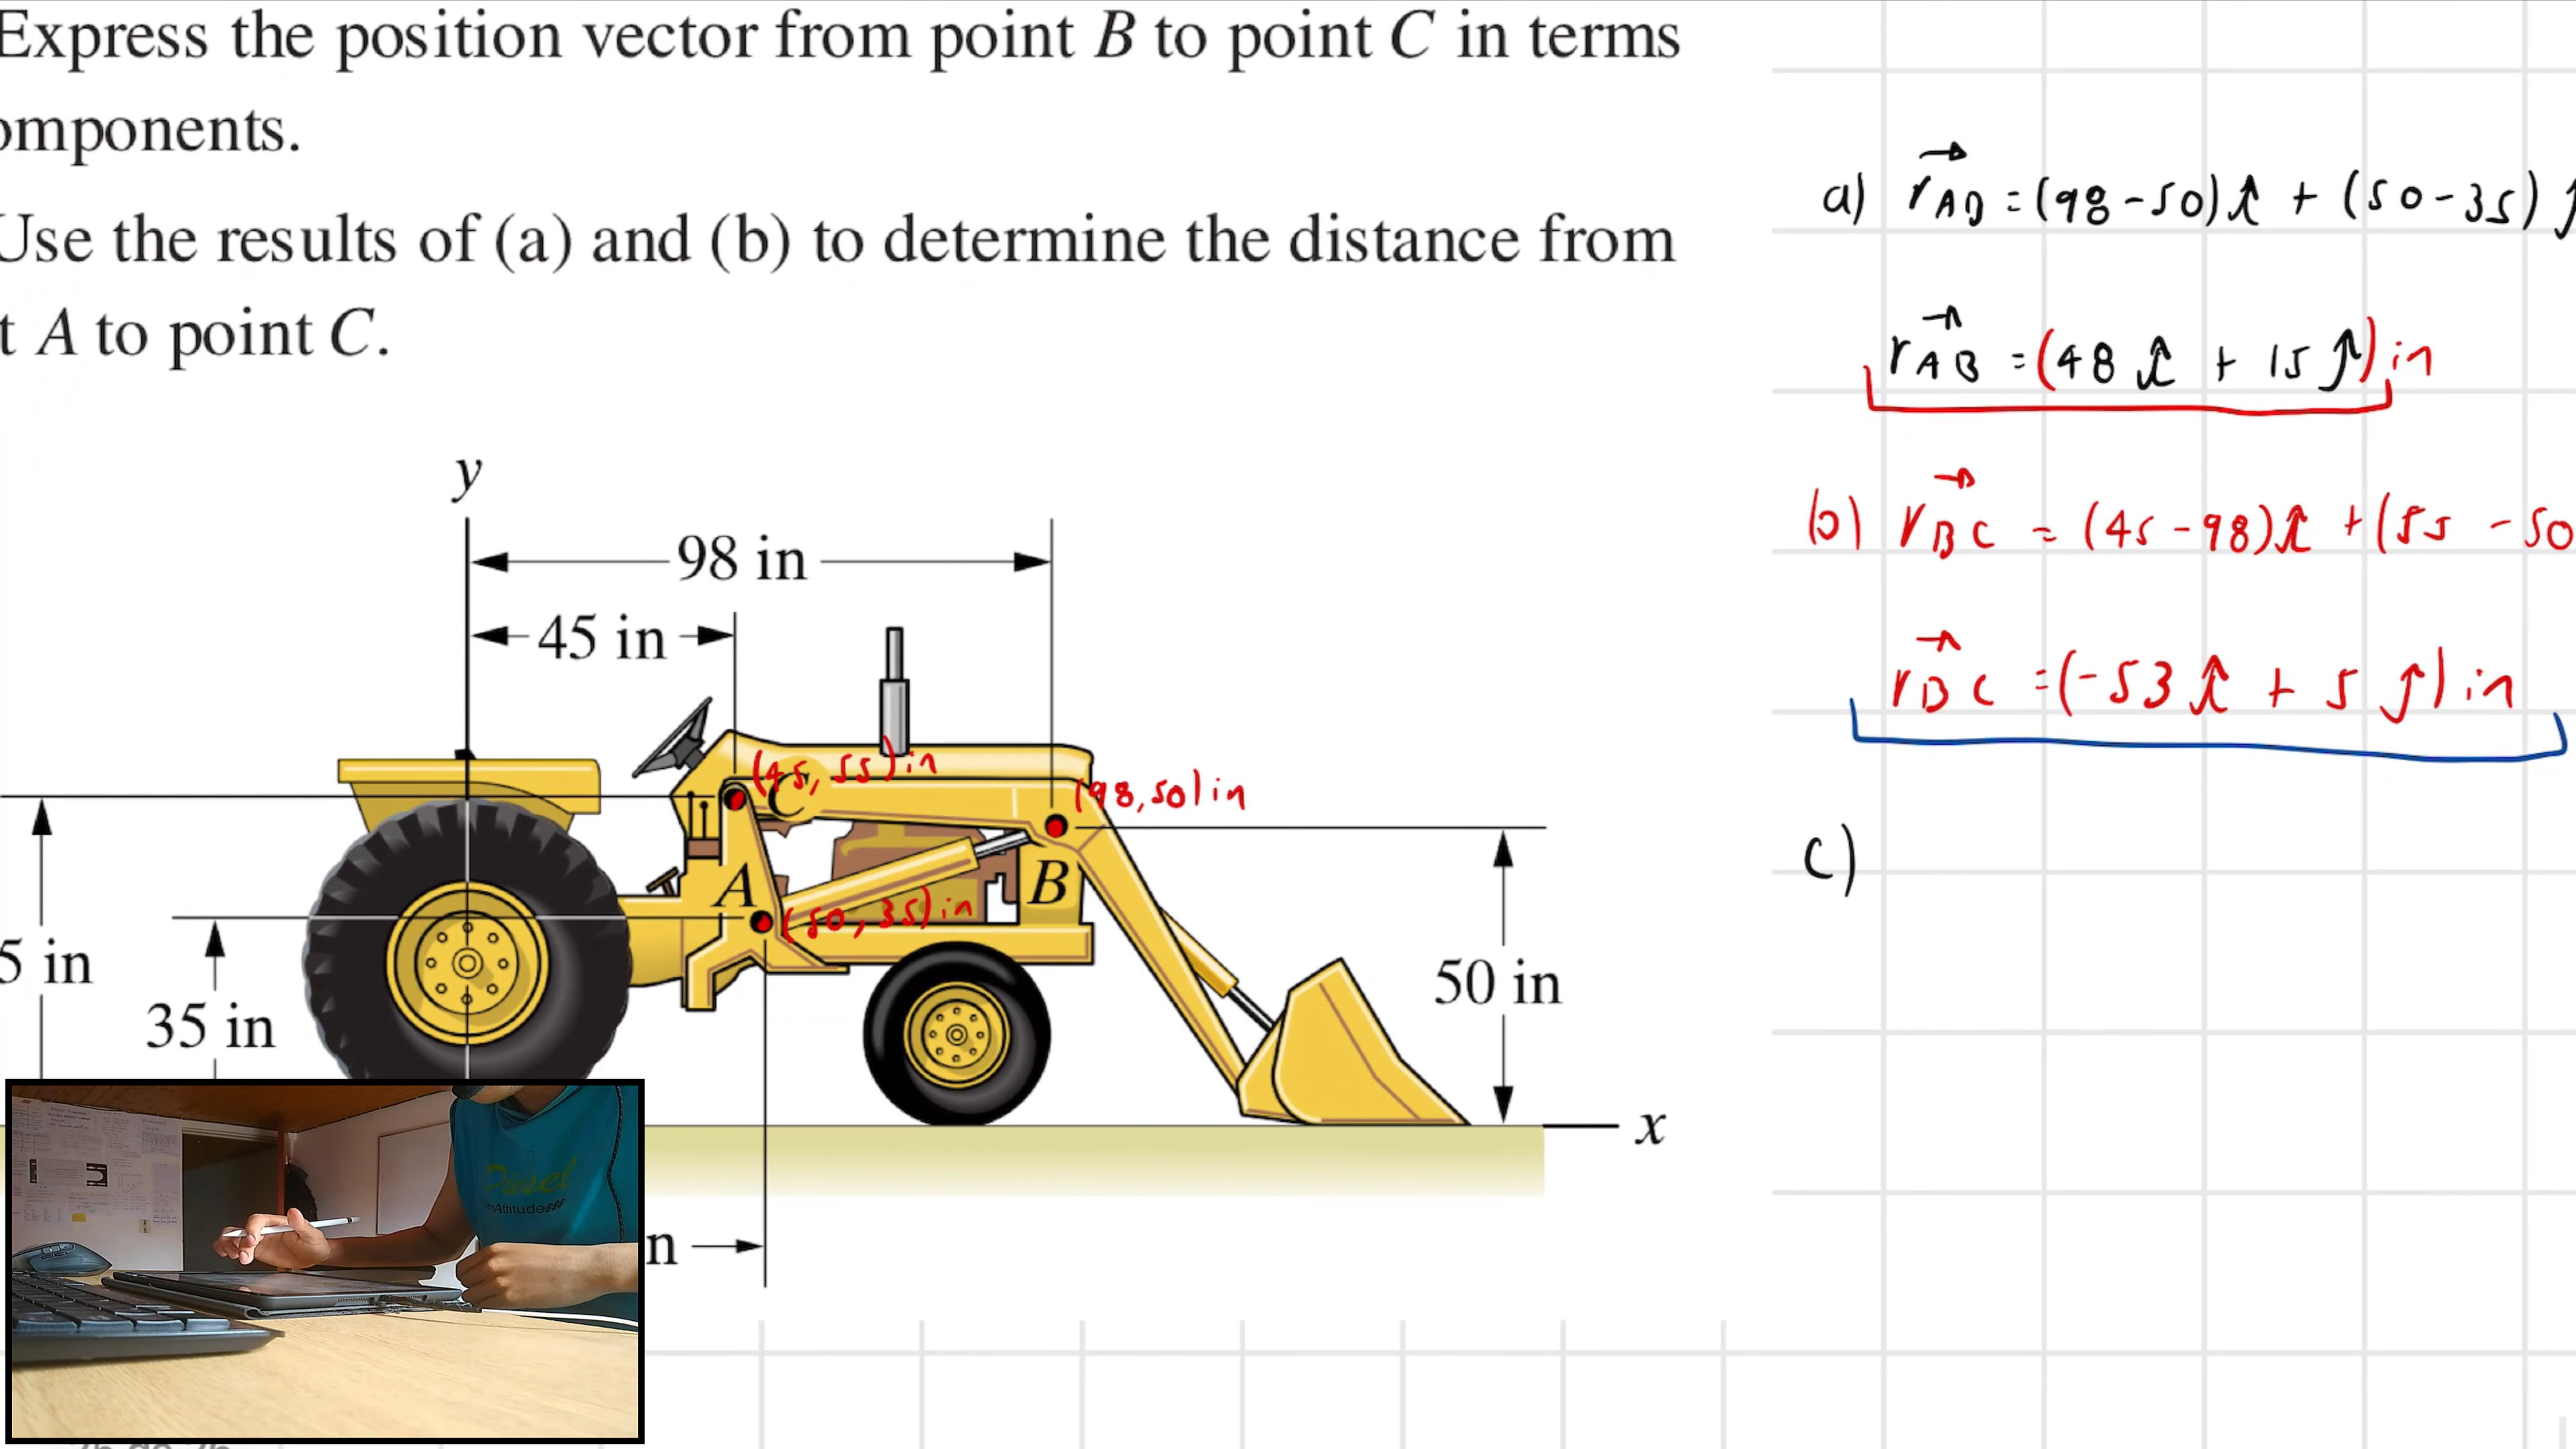 Express the position vector from point B to point C in terms
omponents.
Use the results of (a) and (b) to determine the distance from
t A to point C.
y
98 in
45 in
(45, 55) in
C
(98, 50) in
A
B
(50, 35) in
5 in
35 in
50 in
x
n
Diesel
a) r⃗AB = (98-50)î + (50-35) ĵ
r⃗AB = (48 î + 15 ĵ) in
b) r⃗BC = (45-98)î + (55 - 50
r⃗BC = (-53 î + 5 ĵ) in
c)